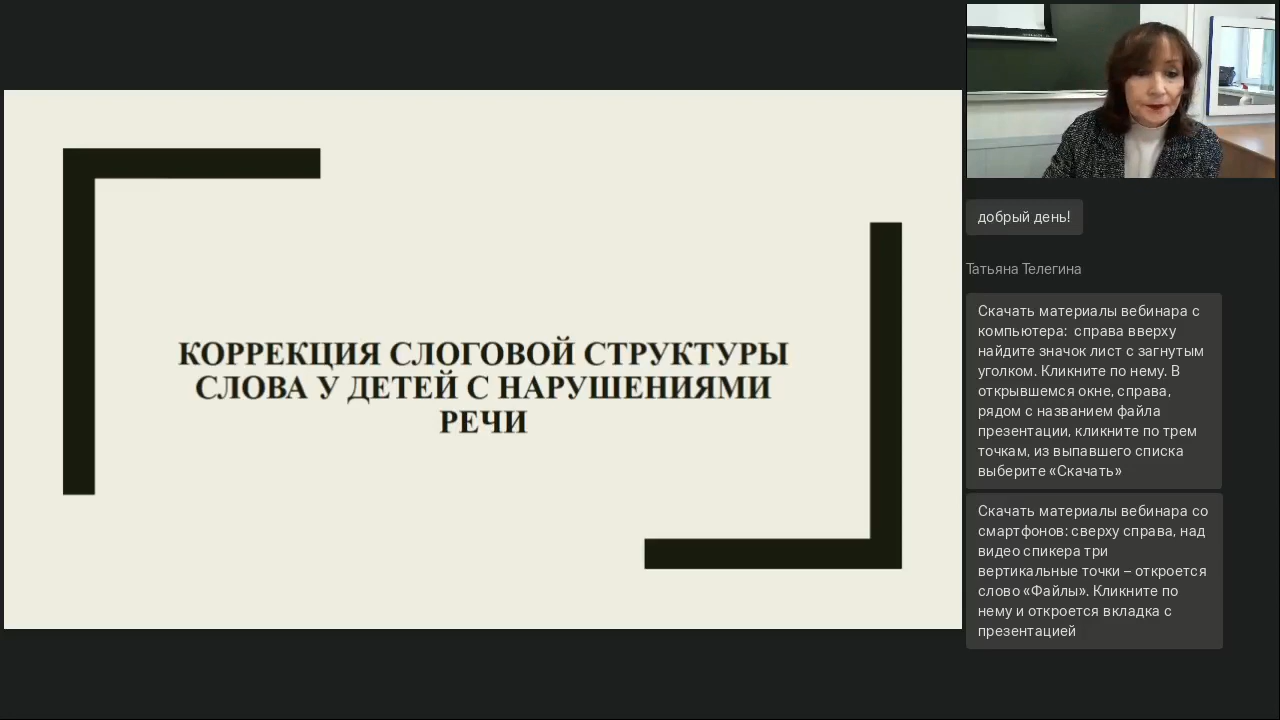 КОРРЕКЦИЯ СЛОГОВОЙ СТРУКТУРЫ
СЛОВА У ДЕТЕЙ С НАРУШЕНИЯМИ
РЕЧИ
добрый день!
Татьяна Телегина
Скачать материалы вебинара с
компьютера: справа вверху
найдите значок лист с загнутым
уголком. Кликните по нему. В
открывшемся окне, справа,
рядом с названием файла
презентации, кликните по трем
точкам, из выпавшего списка
выберите «Скачать»
Скачать материалы вебинара со
смартфонов: сверху справа, над
видео спикера три
вертикальные точки – откроется
слово «Файлы». Кликните по
нему и откроется вкладка с
презентацией